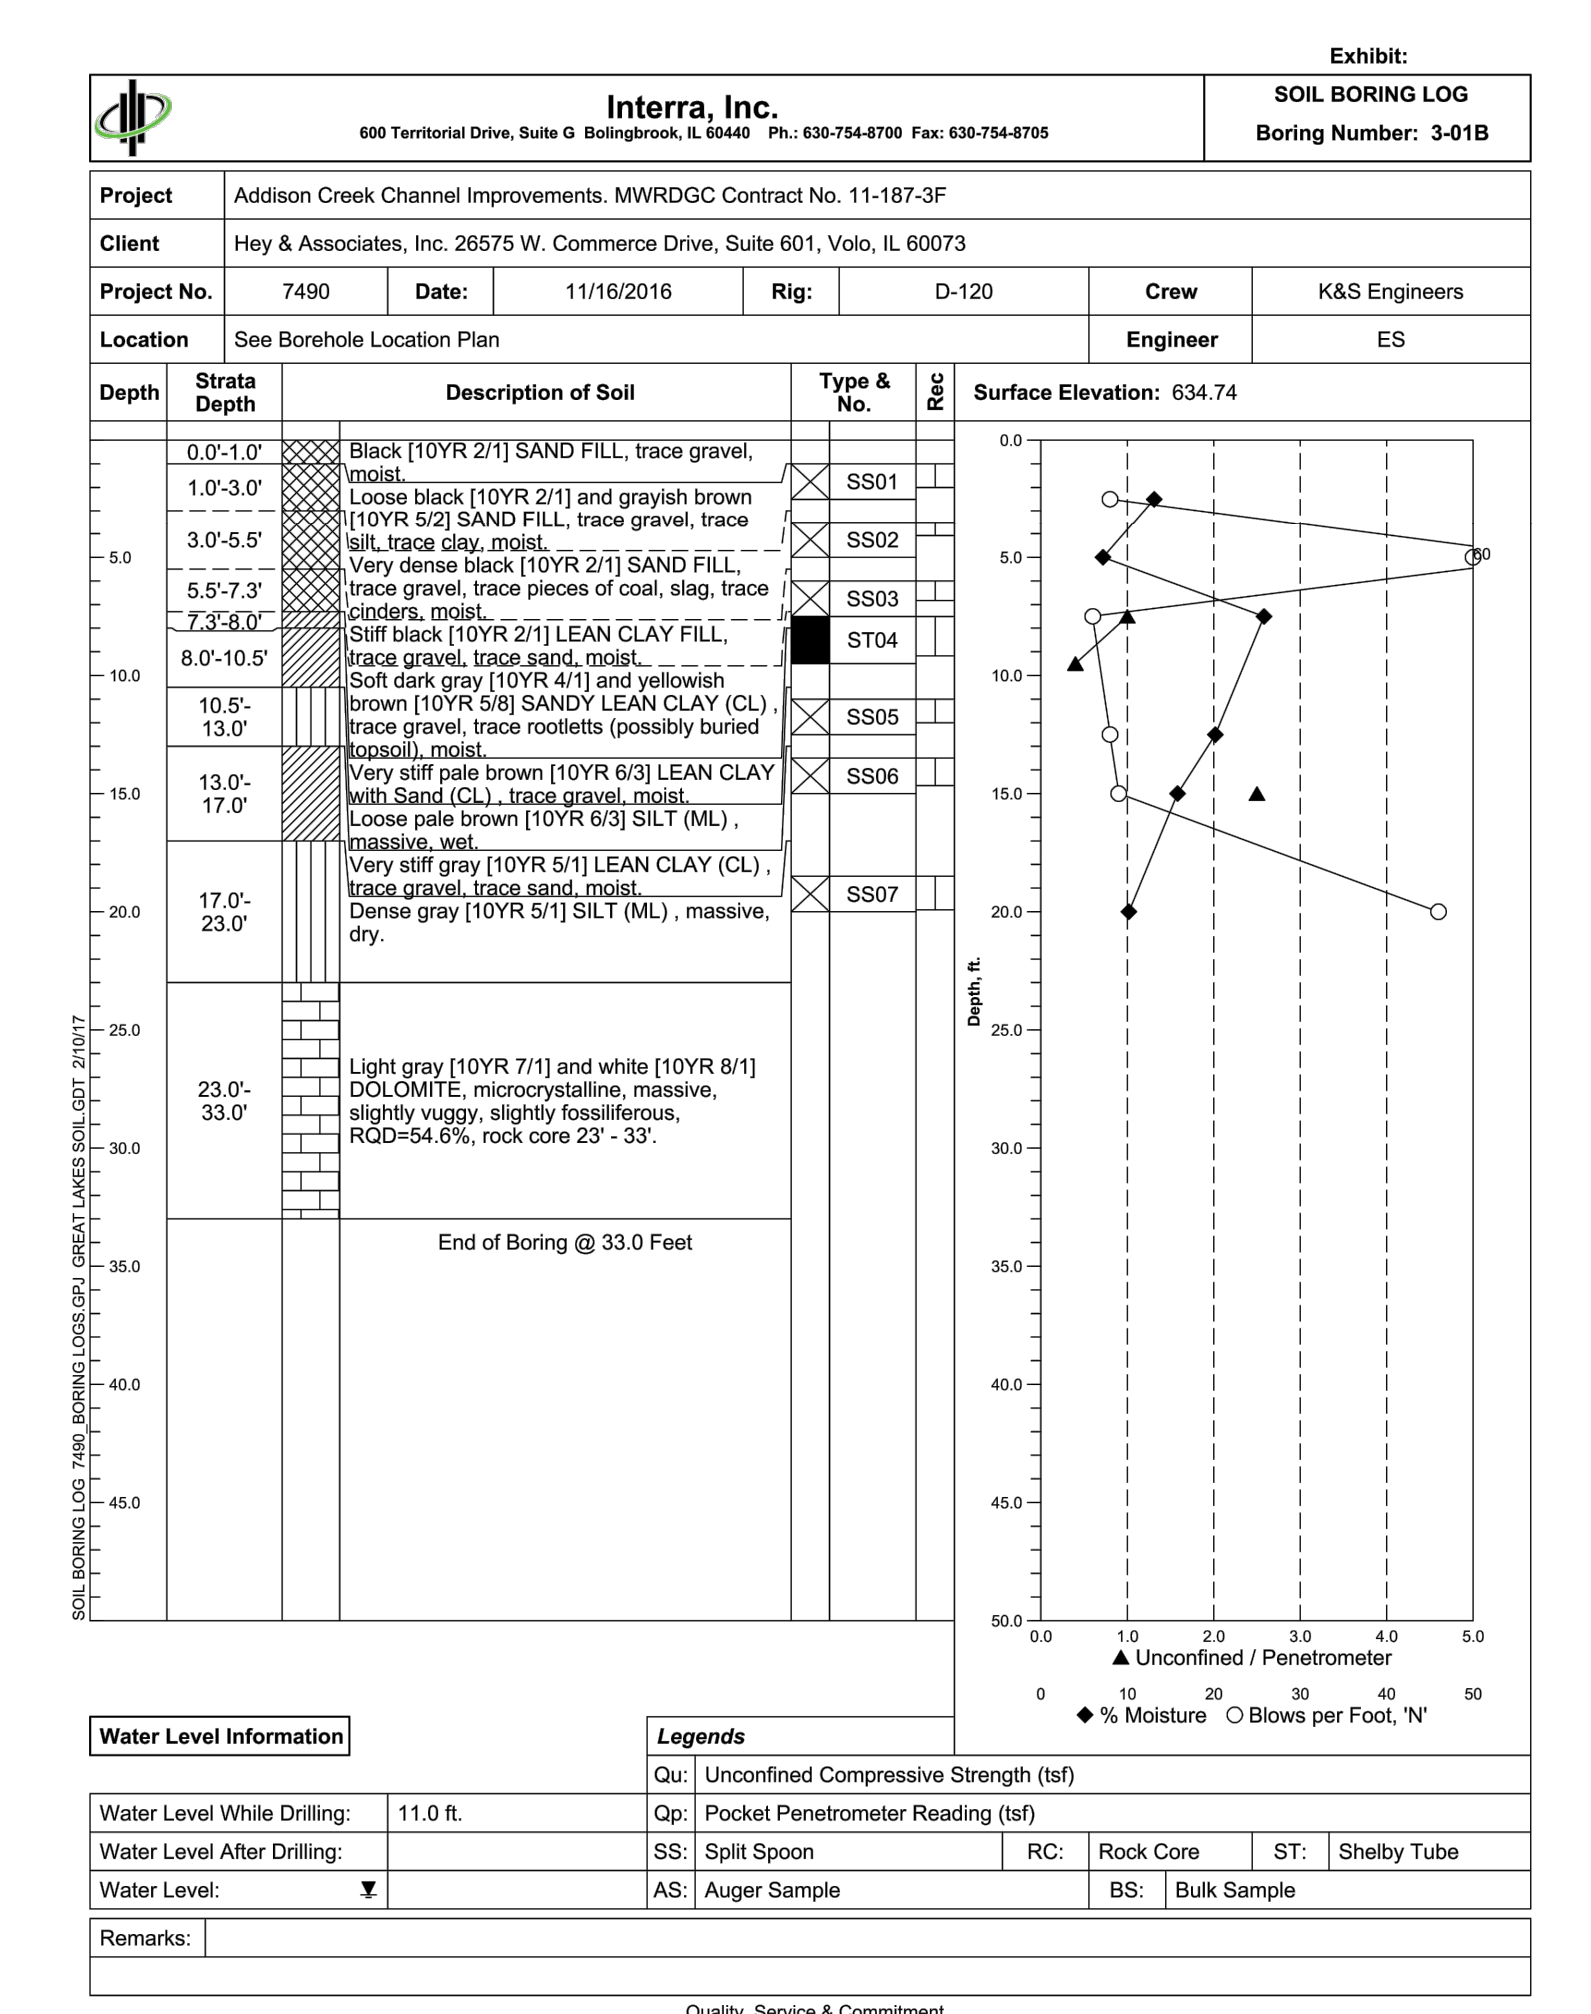 Exhibit:
Interra, Inc.
600 Territorial Drive, Suite G Bolingbrook, IL 60440 Ph.: 630-754-8700 Fax: 630-754-8705
SOIL BORING LOG
Boring Number: 3-01B
Project Addison Creek Channel Improvements. MWRDGC Contract No. 11-187-3F
Client Hey & Associates, Inc. 26575 W. Commerce Drive, Suite 601, Volo, IL 60073
Project No. 7490 Date: 11/16/2016 Rig: D-120 Crew K&S Engineers
Location See Borehole Location Plan Engineer ES
Depth
Strata
Depth
Description of Soil
Type &
No.
Rec
Surface Elevation: 634.74
5.0
10.0
15.0
20.0
25.0
30.0
35.0
40.0
45.0
0.0'-1.0'
1.0'-3.0'
3.0'-5.5'
5.5'-7.3'
7.3'-8.0'
8.0'-10.5'
10.5'-
13.0'
13.0'-
17.0'
17.0'-
23.0'
23.0'-
33.0'
Black [10YR 2/1] SAND FILL, trace gravel,
moist.
Loose black [10YR 2/1] and grayish brown
[10YR 5/2] SAND FILL, trace gravel, trace
silt, trace clay, moist.
Very dense black [10YR 2/1] SAND FILL,
trace gravel, trace pieces of coal, slag, trace
cinders, moist.
Stiff black [10YR 2/1] LEAN CLAY FILL,
trace gravel, trace sand, moist.
Soft dark gray [10YR 4/1] and yellowish
brown [10YR 5/8] SANDY LEAN CLAY (CL) ,
trace gravel, trace rootletts (possibly buried
topsoil), moist.
Very stiff pale brown [10YR 6/3] LEAN CLAY
with Sand (CL) , trace gravel, moist.
Loose pale brown [10YR 6/3] SILT (ML) ,
massive, wet.
Very stiff gray [10YR 5/1] LEAN CLAY (CL) ,
trace gravel, trace sand, moist.
Dense gray [10YR 5/1] SILT (ML) , massive,
dry.
Light gray [10YR 7/1] and white [10YR 8/1]
DOLOMITE, microcrystalline, massive,
slightly vuggy, slightly fossiliferous,
RQD=54.6%, rock core 23' - 33'.
End of Boring @ 33.0 Feet
SS01
SS02
SS03
ST04
SS05
SS06
SS07
0.0
5.0
10.0
15.0
20.0
25.0
30.0
35.0
40.0
45.0
50.0
Depth, ft.
60
0.0 1.0 2.0 3.0 4.0 5.0
▲ Unconfined / Penetrometer
0 10 20 30 40 50
◆ % Moisture ○ Blows per Foot, 'N'
SOIL BORING LOG 7490_BORING LOGS.GPJ GREAT LAKES SOIL.GDT 2/10/17
Water Level Information
Water Level While Drilling: 11.0 ft.
Water Level After Drilling:
Water Level:
Legends
Qu: Unconfined Compressive Strength (tsf)
Qp: Pocket Penetrometer Reading (tsf)
SS: Split Spoon RC: Rock Core ST: Shelby Tube
AS: Auger Sample BS: Bulk Sample
Remarks:
Quality, Service & Commitment